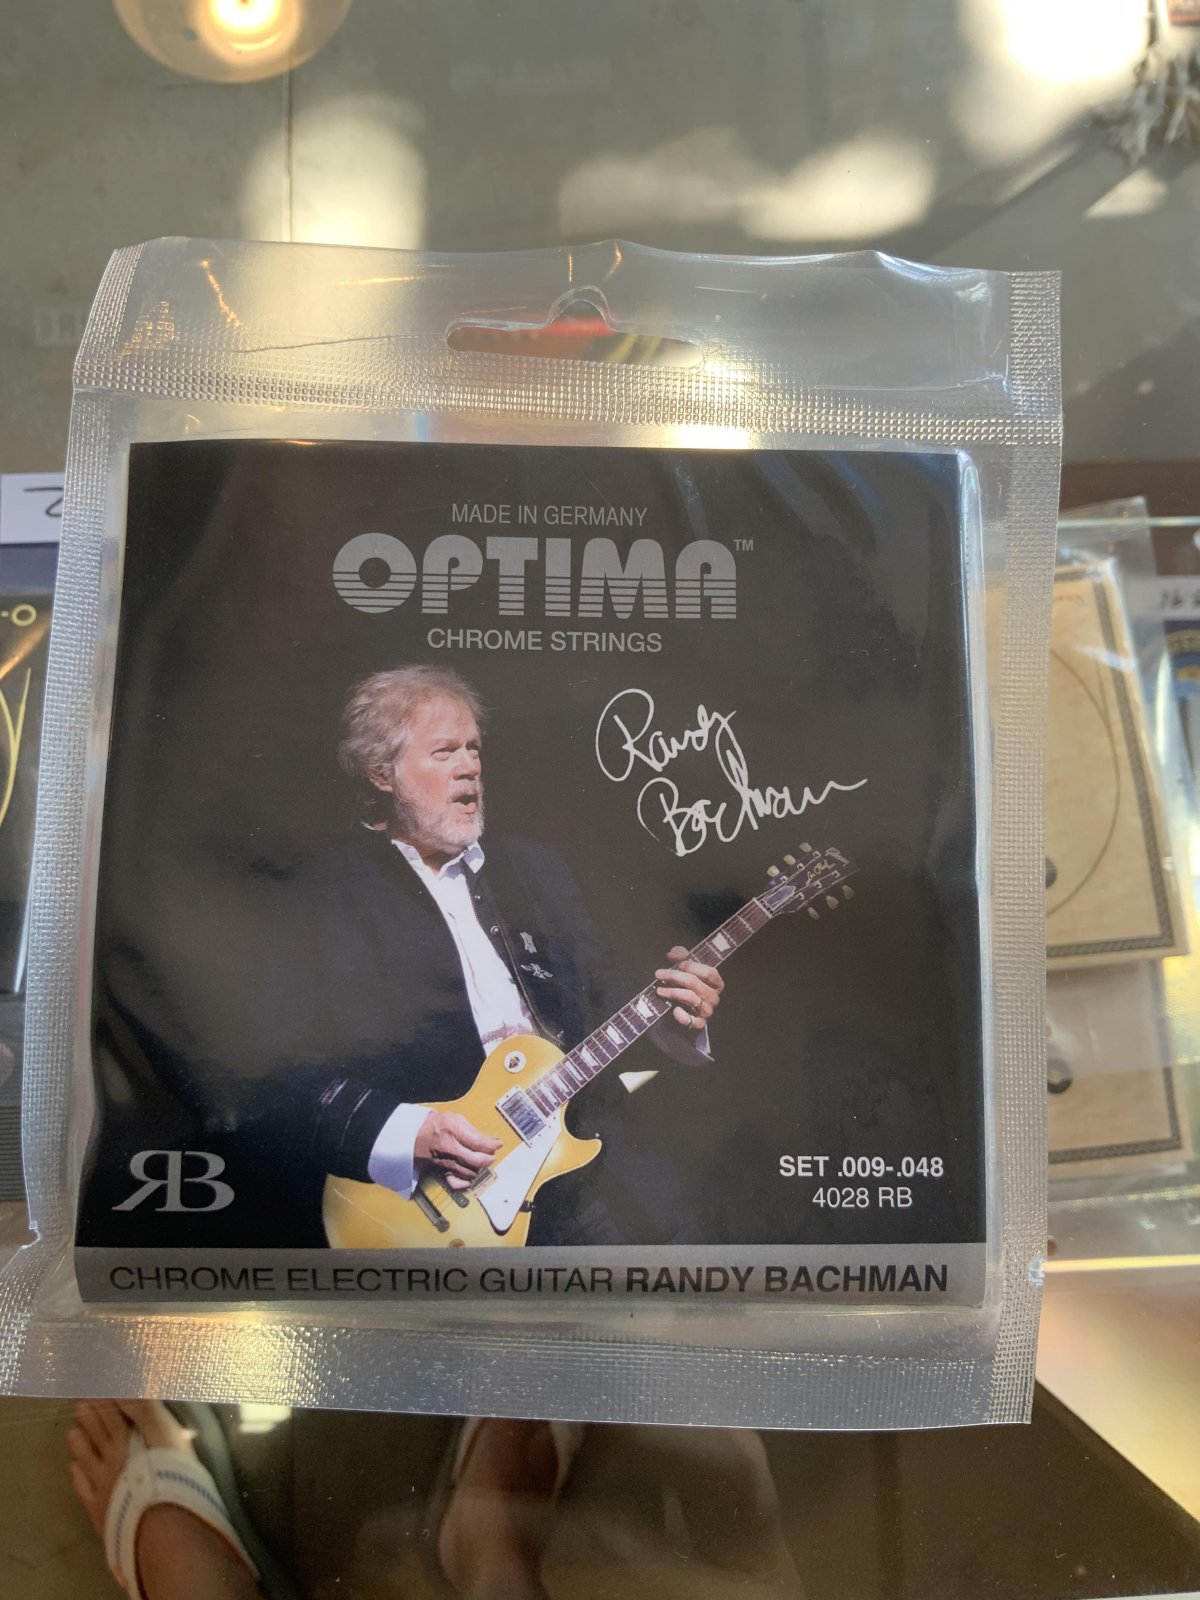 MADE IN GERMANY
OPTIMA™
CHROME STRINGS
Randy
Bachman
RB
SET .009-.048
4028 RB
CHROME ELECTRIC GUITAR RANDY BACHMAN